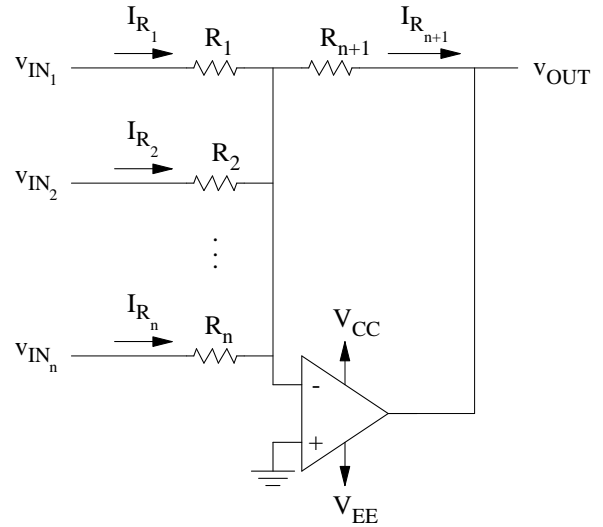 I_{R_1} R_1 R_{n+1} I_{R_{n+1}}
v_{IN_1} v_{OUT}
I_{R_2} R_2
v_{IN_2}
...
I_{R_n} R_n V_{CC}
v_{IN_n}
-
+
V_{EE}